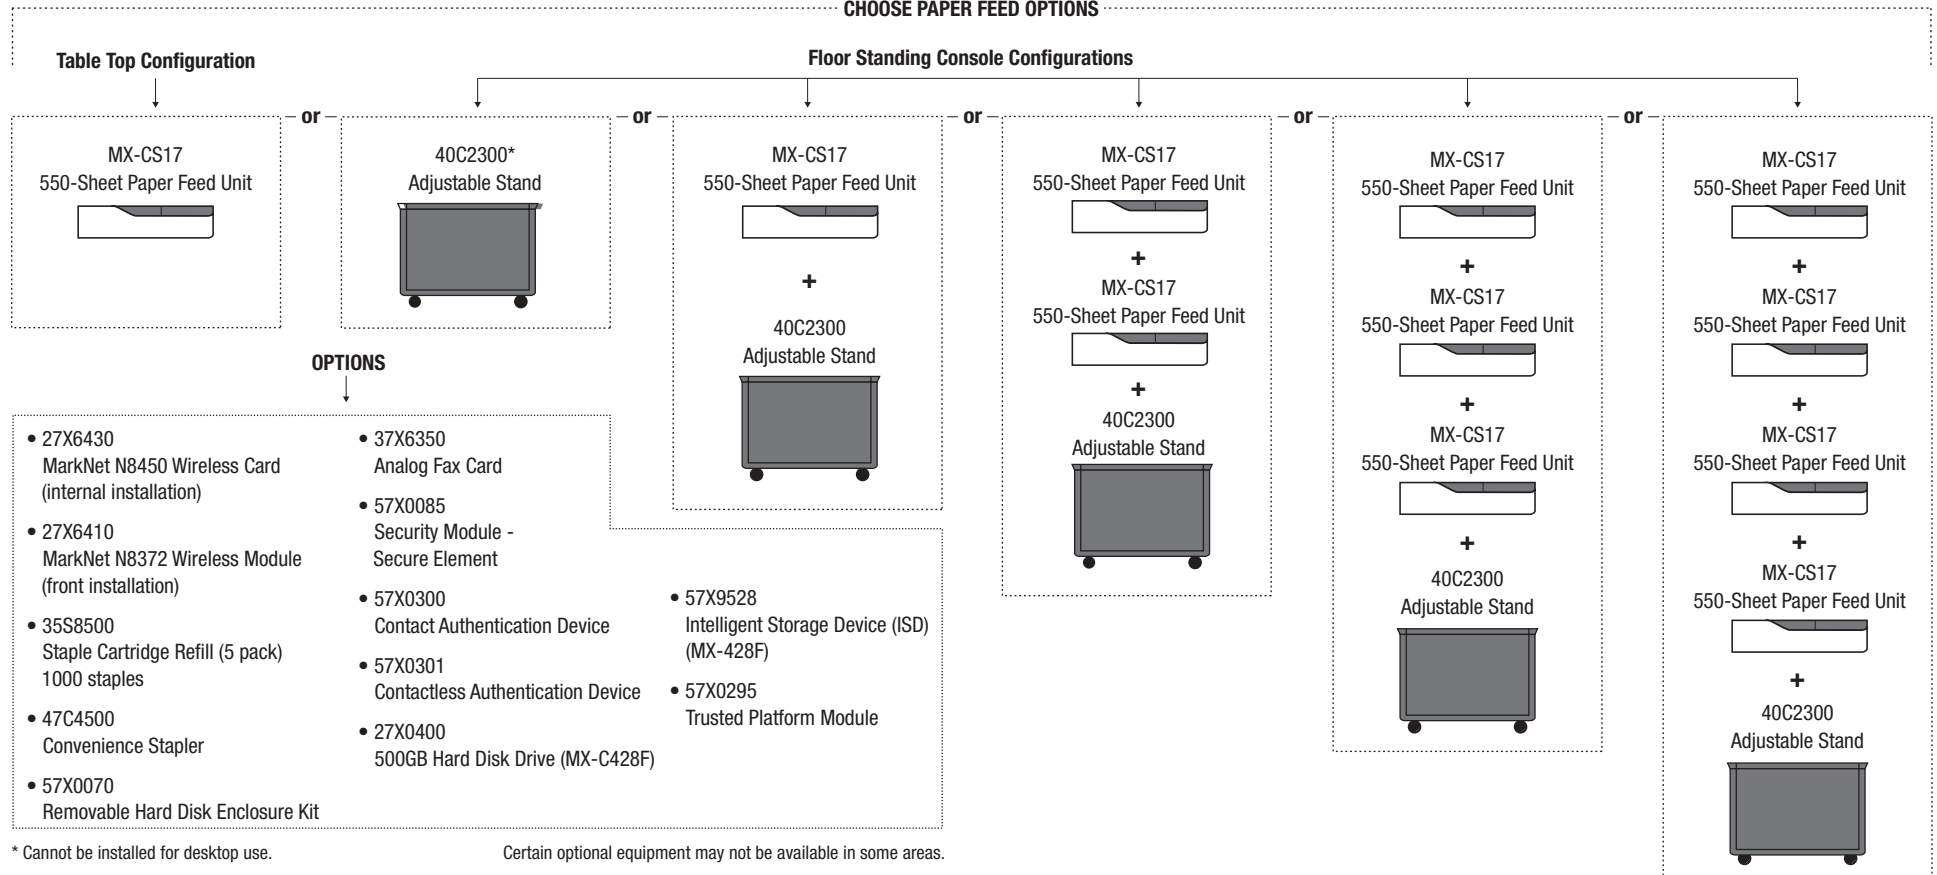 CHOOSE PAPER FEED OPTIONS
Table Top Configuration
Floor Standing Console Configurations
MX-CS17
550-Sheet Paper Feed Unit
or
40C2300*
Adjustable Stand
or
MX-CS17
550-Sheet Paper Feed Unit
+
40C2300
Adjustable Stand
or
MX-CS17
550-Sheet Paper Feed Unit
+
MX-CS17
550-Sheet Paper Feed Unit
+
40C2300
Adjustable Stand
or
MX-CS17
550-Sheet Paper Feed Unit
+
MX-CS17
550-Sheet Paper Feed Unit
+
MX-CS17
550-Sheet Paper Feed Unit
+
40C2300
Adjustable Stand
or
MX-CS17
550-Sheet Paper Feed Unit
+
MX-CS17
550-Sheet Paper Feed Unit
+
MX-CS17
550-Sheet Paper Feed Unit
+
MX-CS17
550-Sheet Paper Feed Unit
+
40C2300
Adjustable Stand
OPTIONS
• 27X6430
MarkNet N8450 Wireless Card
(internal installation)
• 27X6410
MarkNet N8372 Wireless Module
(front installation)
• 35S8500
Staple Cartridge Refill (5 pack)
1000 staples
• 47C4500
Convenience Stapler
• 57X0070
Removable Hard Disk Enclosure Kit
• 37X6350
Analog Fax Card
• 57X0085
Security Module -
Secure Element
• 57X0300
Contact Authentication Device
• 57X0301
Contactless Authentication Device
• 27X0400
500GB Hard Disk Drive (MX-C428F)
• 57X9528
Intelligent Storage Device (ISD)
(MX-428F)
• 57X0295
Trusted Platform Module
* Cannot be installed for desktop use.
Certain optional equipment may not be available in some areas.